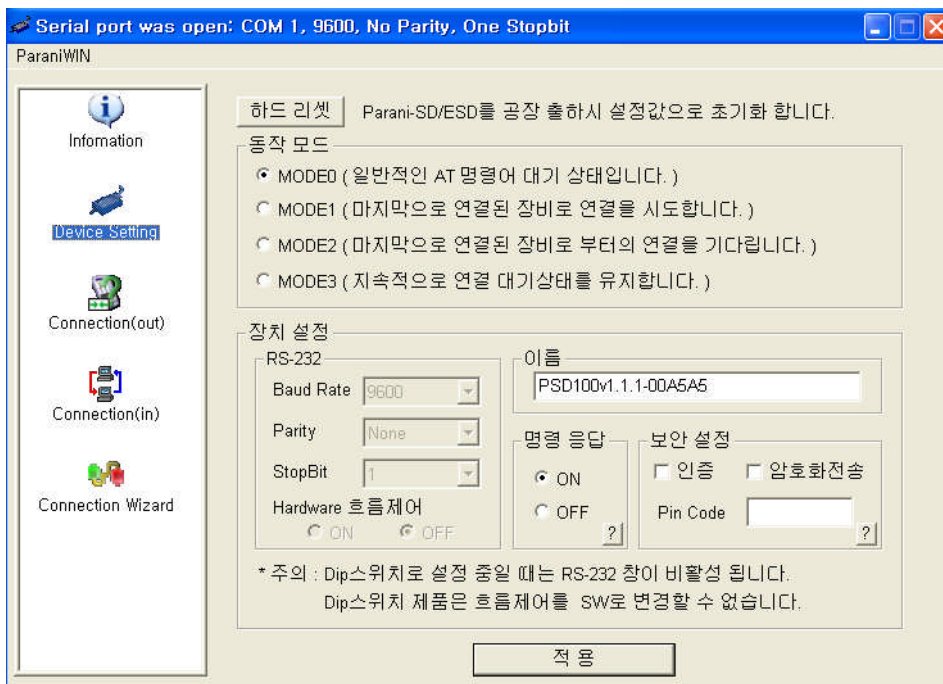 Serial port was open: COM 1, 9600, No Parity, One Stopbit
ParaniWIN
Infomation
Device Setting
Connection(out)
Connection(in)
Connection Wizard
하드 리셋 Parani-SD/ESD를 공장 출하시 설정값으로 초기화 합니다.
동작 모드
MODE0 ( 일반적인 AT 명령어 대기 상태입니다. )
MODE1 ( 마지막으로 연결된 장비로 연결을 시도합니다. )
MODE2 ( 마지막으로 연결된 장비로 부터의 연결을 기다립니다. )
MODE3 ( 지속적으로 연결 대기상태를 유지합니다. )
장치 설정
RS-232
Baud Rate 9600
Parity None
StopBit 1
Hardware 흐름제어
ON OFF
이름
PSD100v1.1.1-00A5A5
명령 응답
ON
OFF
?
보안 설정
인증 암호화전송
Pin Code
?
* 주의 : Dip스위치로 설정 중일 때는 RS-232 창이 비활성 됩니다.
Dip스위치 제품은 흐름제어를 SW로 변경할 수 없습니다.
적 용